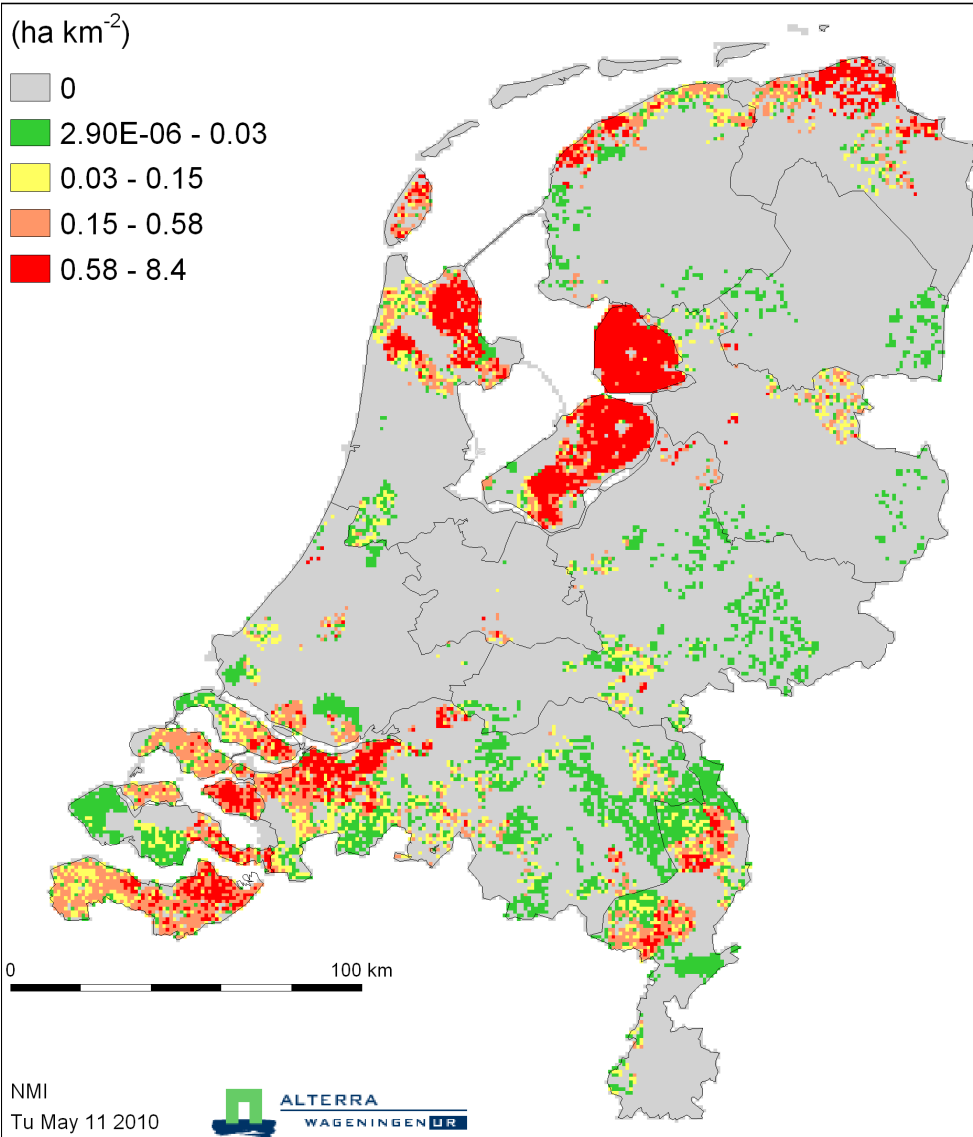 (ha km-2)
0
2.90E-06 - 0.03
0.03 - 0.15
0.15 - 0.58
0.58 - 8.4
0 100 km
NMI
Tu May 11 2010
ALTERRA
WAGENINGEN UR